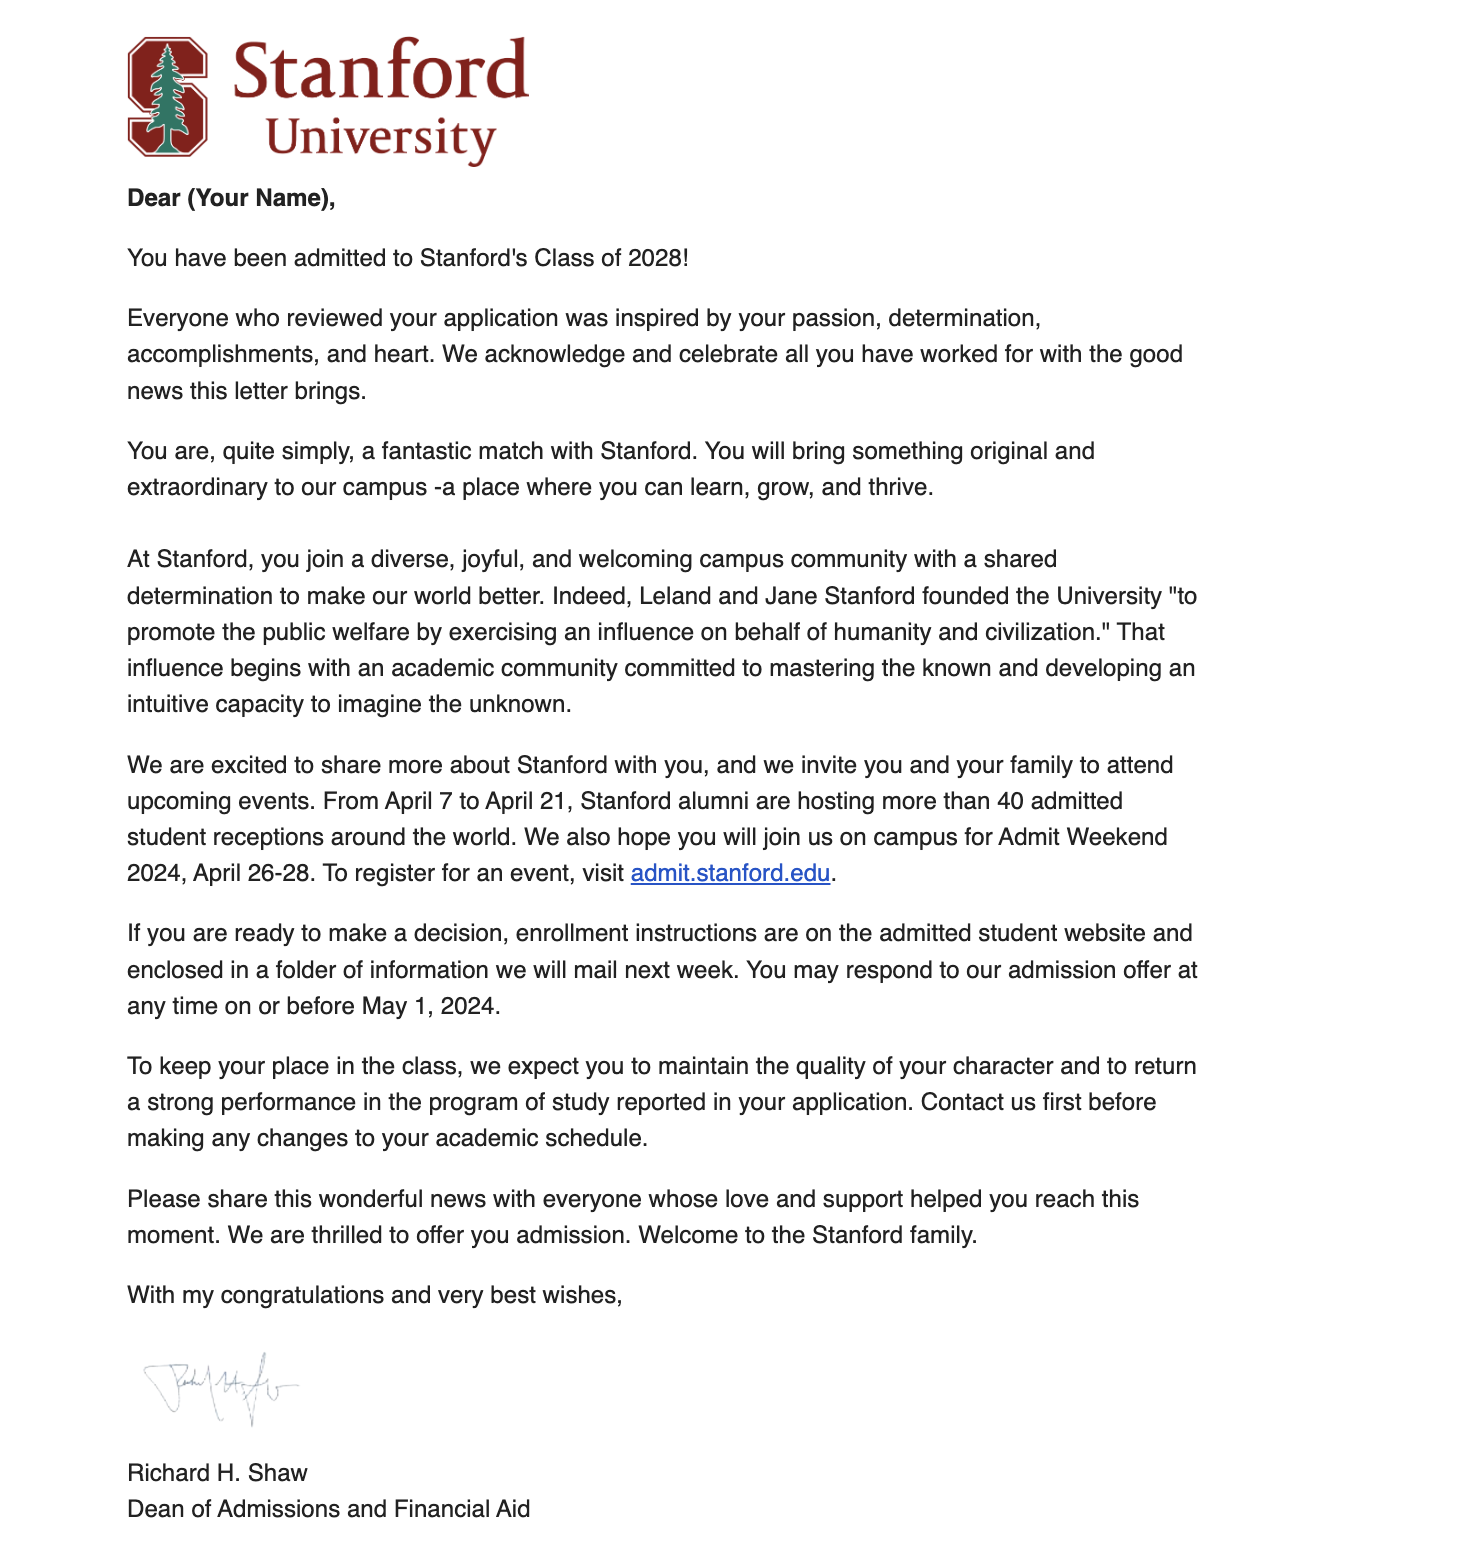 Stanford
University
Dear (Your Name),
You have been admitted to Stanford's Class of 2028!
Everyone who reviewed your application was inspired by your passion, determination,
accomplishments, and heart. We acknowledge and celebrate all you have worked for with the good
news this letter brings.
You are, quite simply, a fantastic match with Stanford. You will bring something original and
extraordinary to our campus -a place where you can learn, grow, and thrive.
At Stanford, you join a diverse, joyful, and welcoming campus community with a shared
determination to make our world better. Indeed, Leland and Jane Stanford founded the University "to
promote the public welfare by exercising an influence on behalf of humanity and civilization." That
influence begins with an academic community committed to mastering the known and developing an
intuitive capacity to imagine the unknown.
We are excited to share more about Stanford with you, and we invite you and your family to attend
upcoming events. From April 7 to April 21, Stanford alumni are hosting more than 40 admitted
student receptions around the world. We also hope you will join us on campus for Admit Weekend
2024, April 26-28. To register for an event, visit admit.stanford.edu.
If you are ready to make a decision, enrollment instructions are on the admitted student website and
enclosed in a folder of information we will mail next week. You may respond to our admission offer at
any time on or before May 1, 2024.
To keep your place in the class, we expect you to maintain the quality of your character and to return
a strong performance in the program of study reported in your application. Contact us first before
making any changes to your academic schedule.
Please share this wonderful news with everyone whose love and support helped you reach this
moment. We are thrilled to offer you admission. Welcome to the Stanford family.
With my congratulations and very best wishes,
Richard H. Shaw
Dean of Admissions and Financial Aid